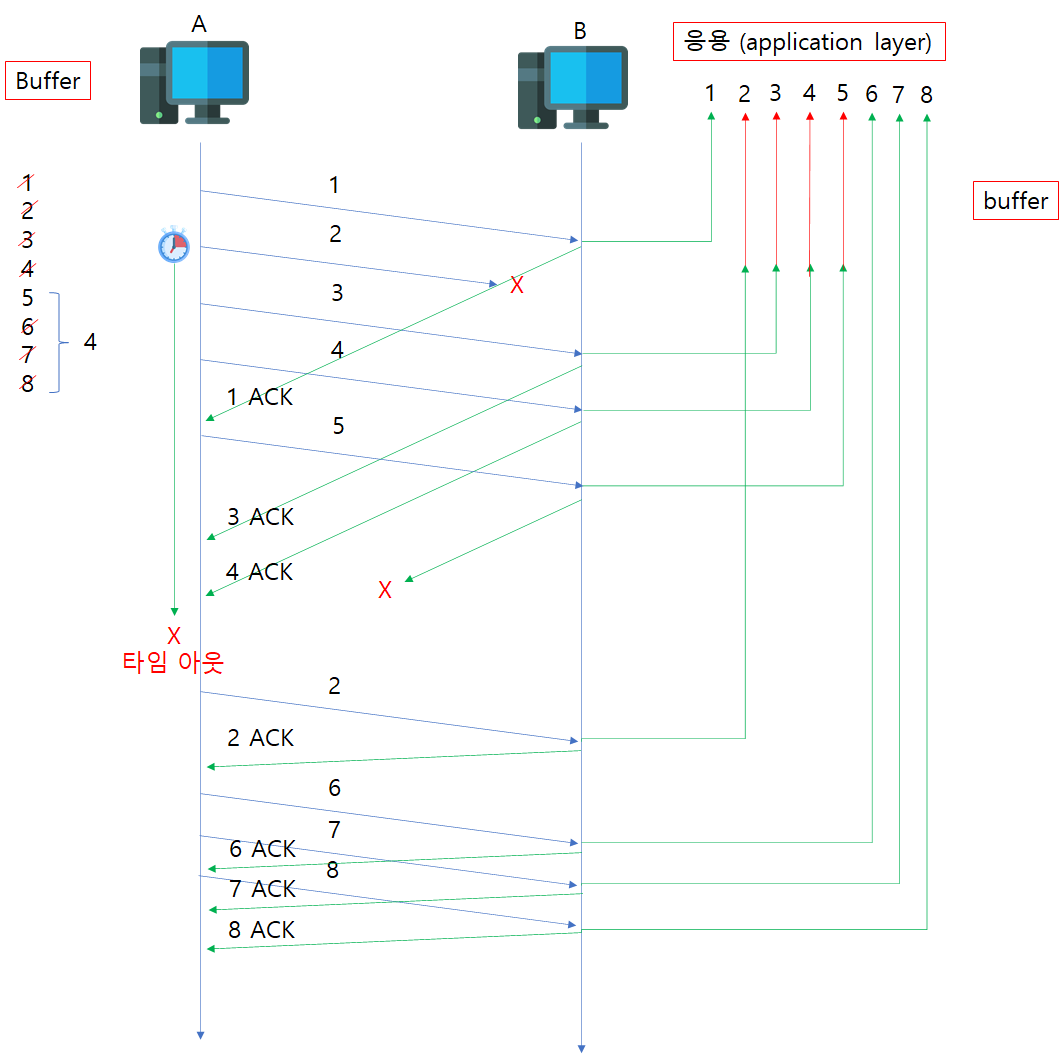 A
B
응용 (application layer)
Buffer
1 2 3 4 5 6 7 8
buffer
1
2
3
4
5
6
7
8
4
1
2
X
3
4
1 ACK
5
3 ACK
4 ACK
X
X
타임 아웃
2
2 ACK
6
7
6 ACK
8
7 ACK
8 ACK